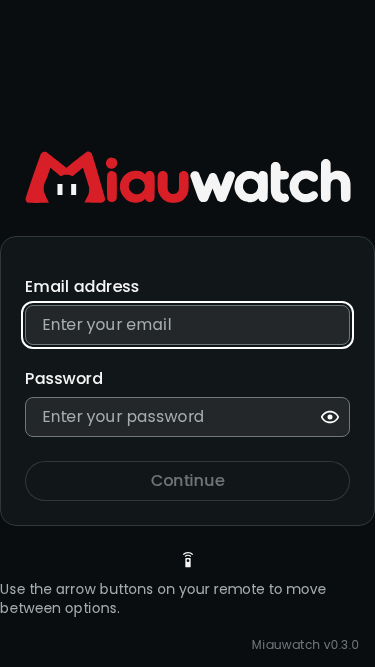 Miauwatch
Email address
Enter your email
Password
Enter your password
Continue
Use the arrow buttons on your remote to move
between options.
Miauwatch v0.3.0